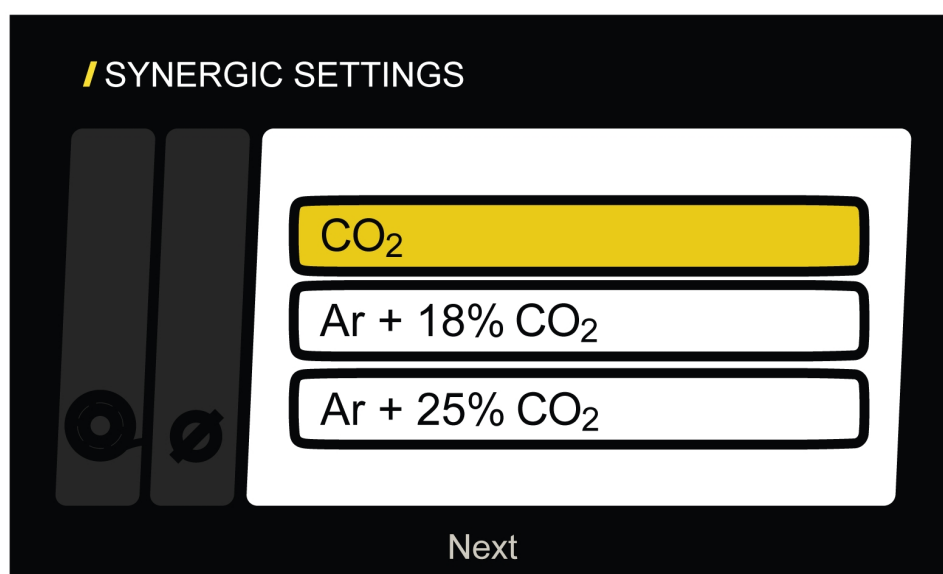 SYNERGIC SETTINGS
CO₂
Ar + 18% CO₂
Ar + 25% CO₂
Next